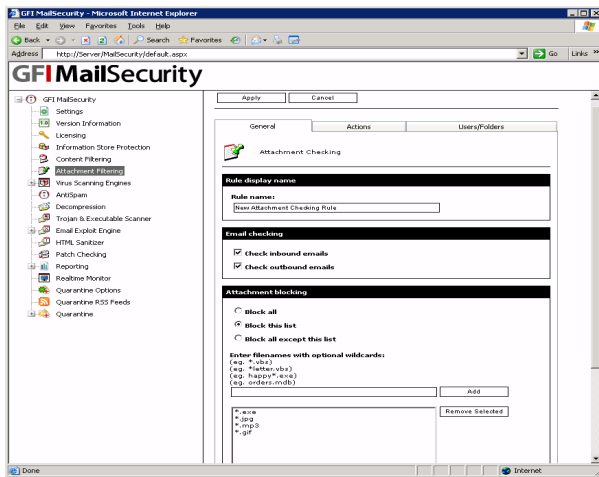 GFI MailSecurity - Microsoft Internet Explorer
File Edit View Favorites Tools Help
Back Search Favorites
Address http://Server/MailSecurity/default.aspx Go Links »
GFI MailSecurity
GFI MailSecurity
Settings
Version Information
Licensing
Information Store Protection
Content Filtering
Attachment Filtering
Virus Scanning Engines
AntiSpam
Decompression
Trojan & Executable Scanner
Email Exploit Engine
HTML Sanitizer
Patch Checking
Reporting
Realtime Monitor
Quarantine Options
Quarantine RSS Feeds
Quarantine
Apply Cancel
General Actions Users/Folders
Attachment Checking
Rule display name
Rule name:
New Attachment Checking Rule
Email checking
Check inbound emails
Check outbound emails
Attachment blocking
Block all
Block this list
Block all except this list
Enter filenames with optional wildcards:
(eg. *.vbs)
(eg. *letter.vbs)
(eg. happy*.exe)
(eg. orders.mdb)
Add
*.exe
*.jpg
*.mp3
*.gif
Remove Selected
Done Internet